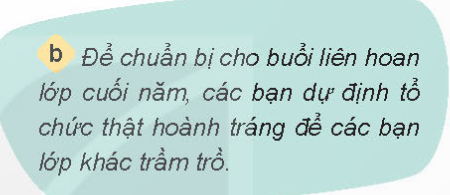 b Để chuẩn bị cho buổi liên hoan
lớp cuối năm, các bạn dự định tổ
chức thật hoành tráng để các bạn
lớp khác trầm trồ.